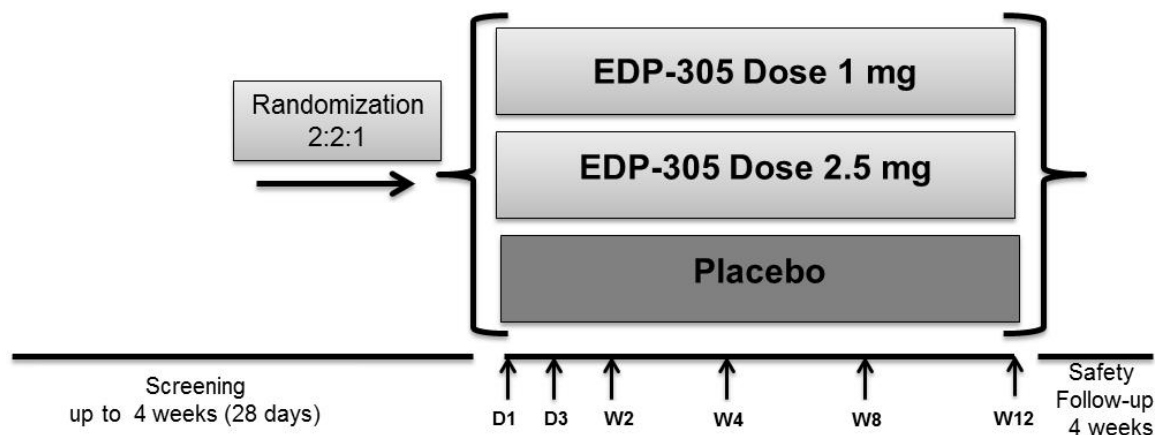 EDP-305 Dose 1 mg
Randomization
2:2:1
EDP-305 Dose 2.5 mg
Placebo
Screening
up to 4 weeks (28 days)
D1 D3 W2 W4 W8 W12
Safety
Follow-up
4 weeks